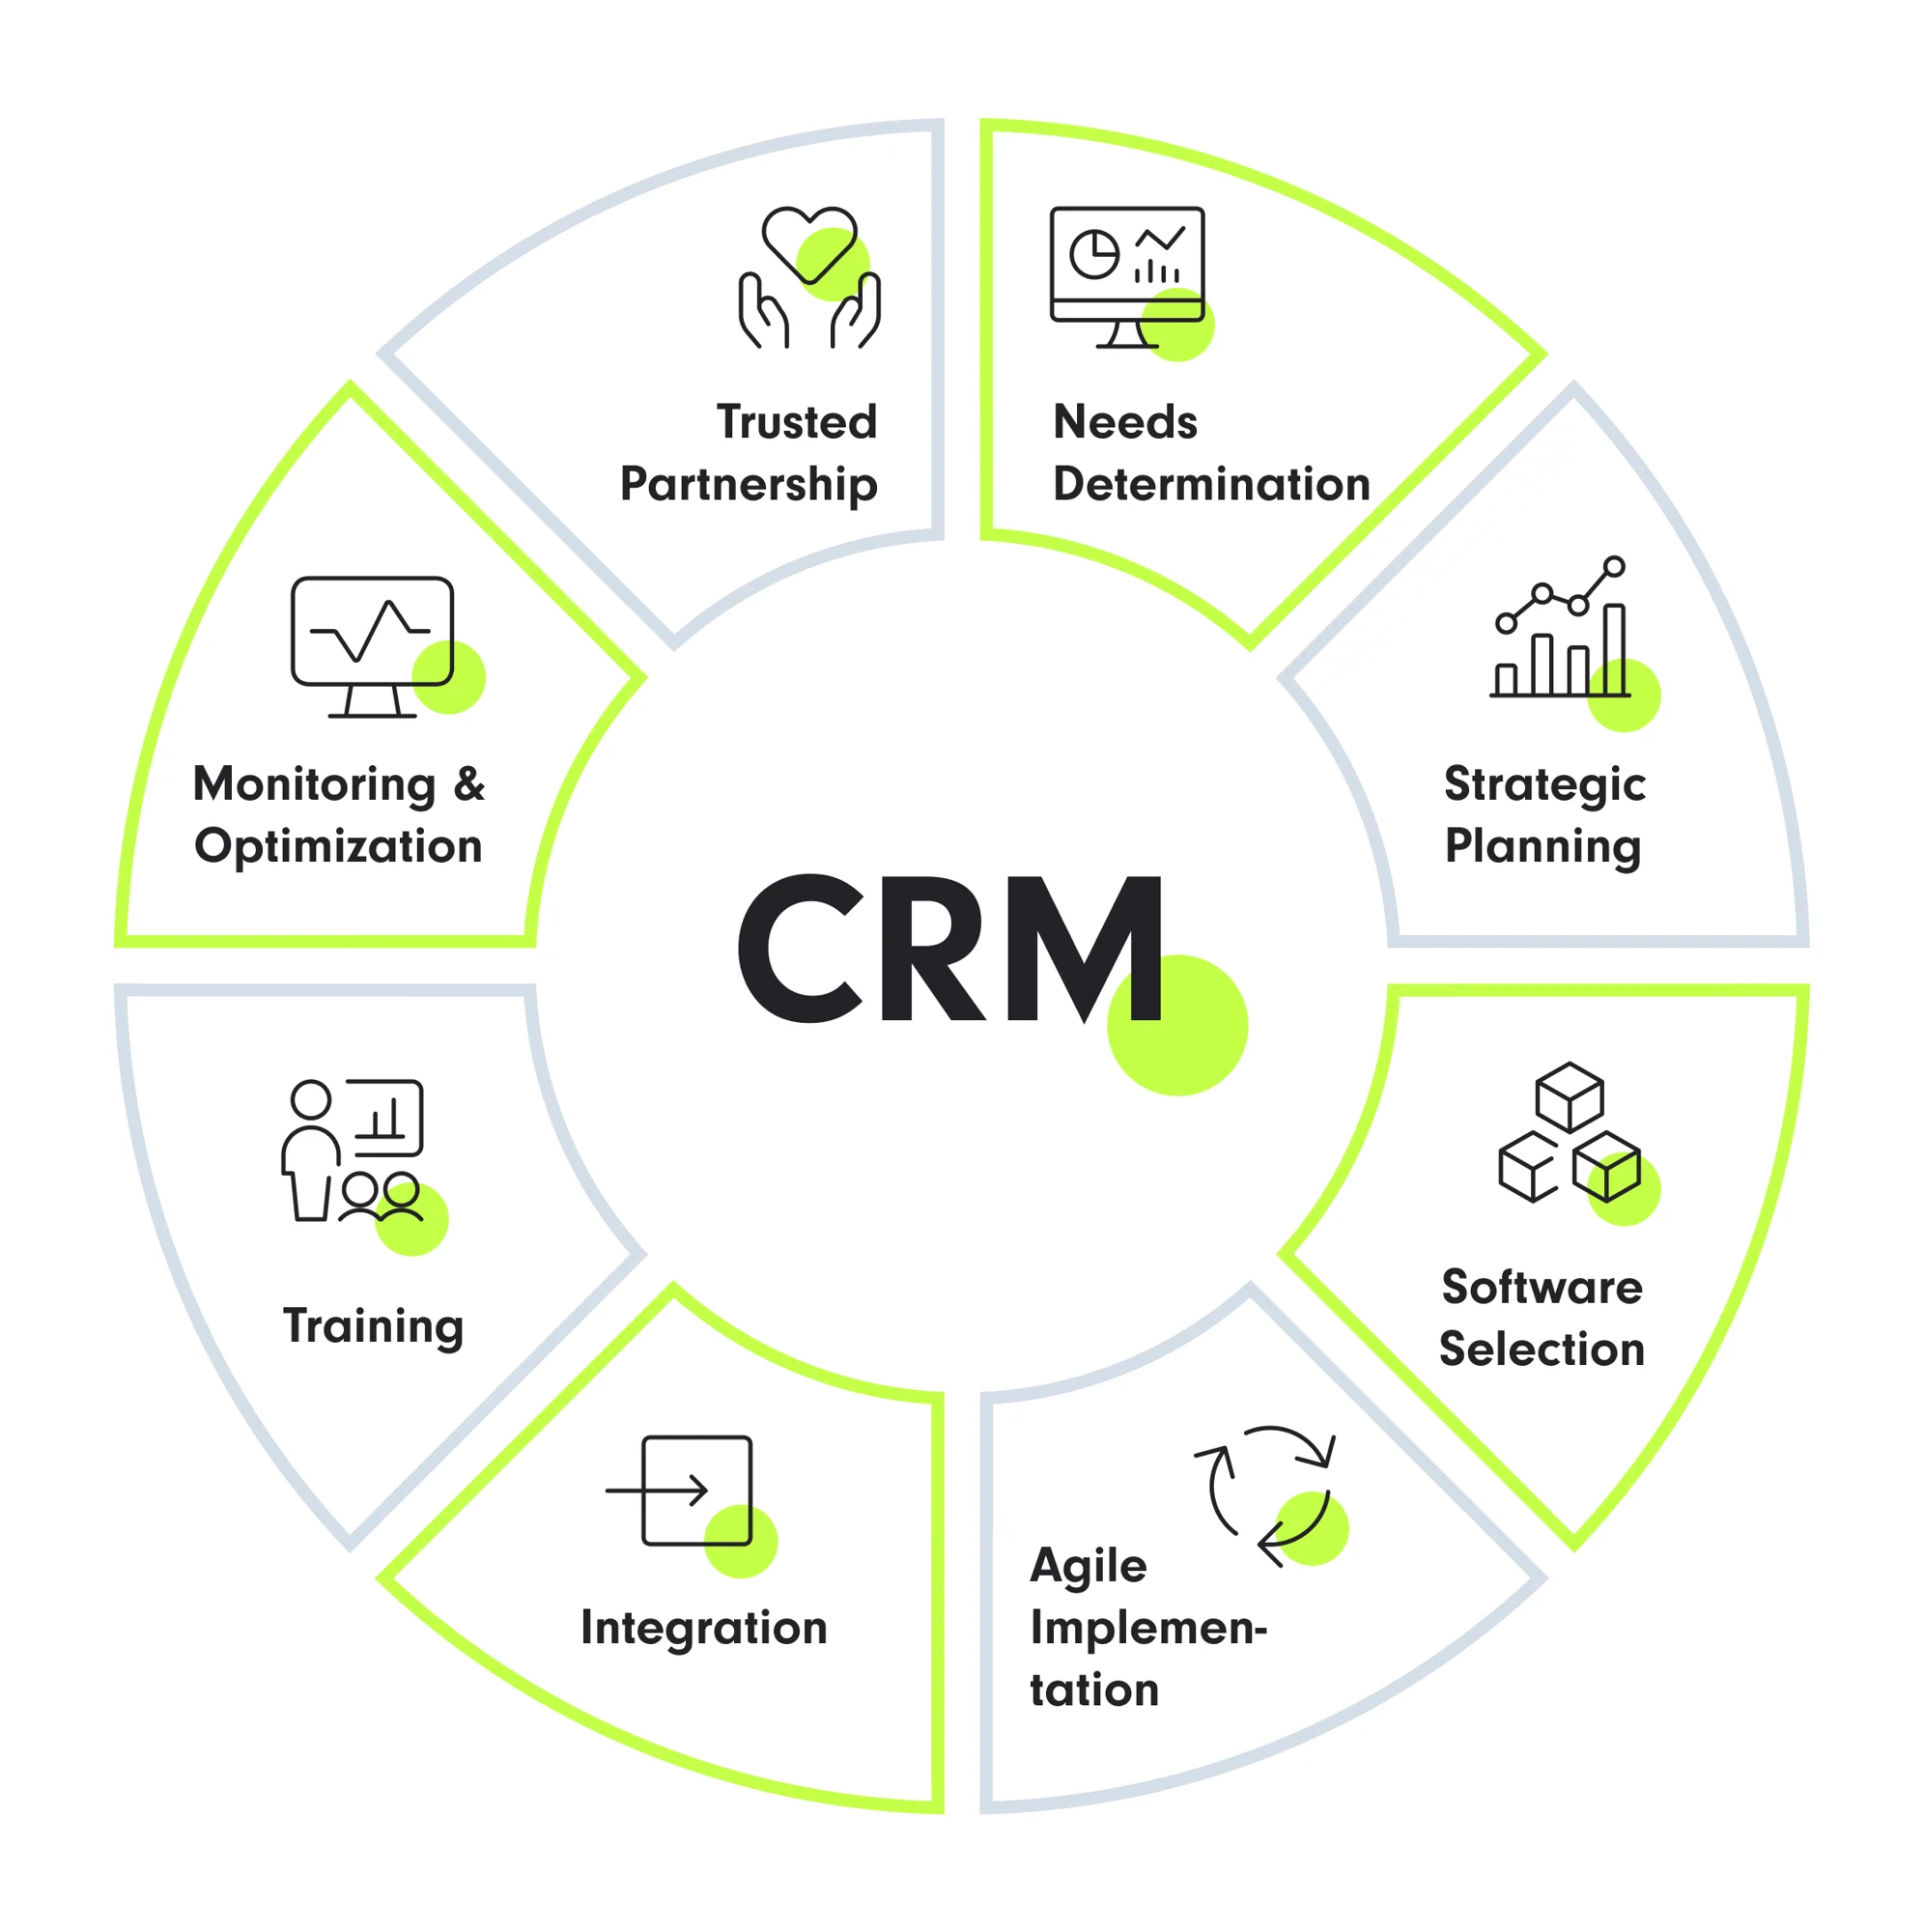 Trusted
Partnership
Needs
Determination
Monitoring &
Optimization
Strategic
Planning
CRM
Training
Software
Selection
Integration
Agile
Implemen-
tation